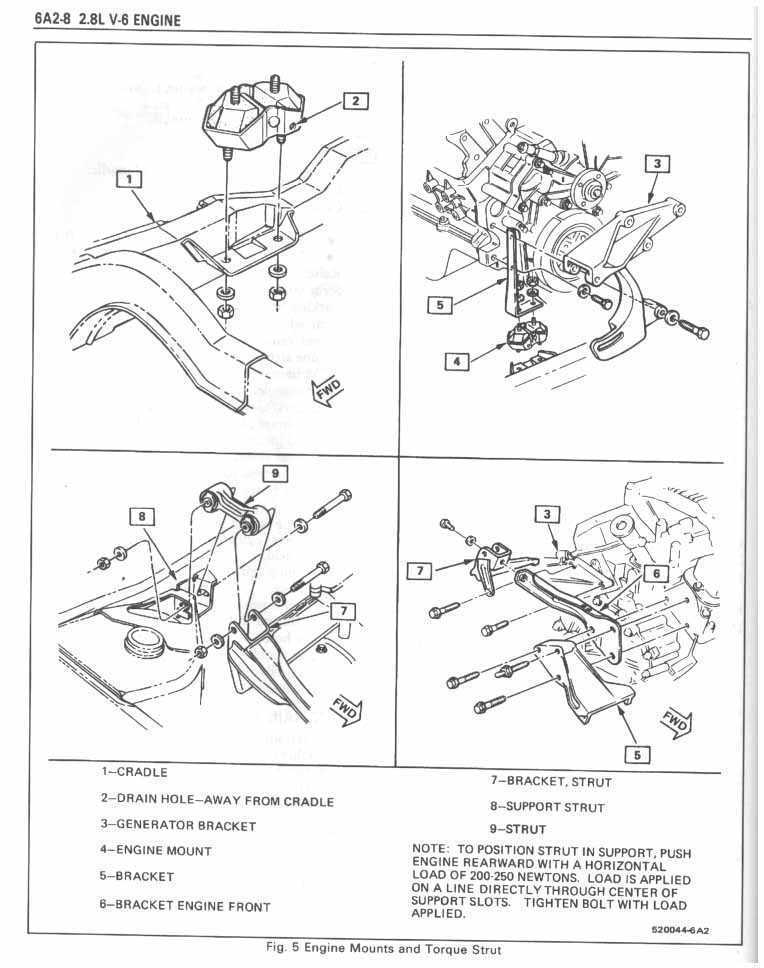 6A2-8 2.8L V-6 ENGINE
2
1
FWD
3
5
4
9
8
7
FWD
3
7
6
FWD
5
1–CRADLE
2–DRAIN HOLE–AWAY FROM CRADLE
3–GENERATOR BRACKET
4–ENGINE MOUNT
5–BRACKET
6–BRACKET ENGINE FRONT
7–BRACKET, STRUT
8–SUPPORT STRUT
9–STRUT
NOTE: TO POSITION STRUT IN SUPPORT, PUSH
ENGINE REARWARD WITH A HORIZONTAL
LOAD OF 200-250 NEWTONS. LOAD IS APPLIED
ON A LINE DIRECTLY THROUGH CENTER OF
SUPPORT SLOTS. TIGHTEN BOLT WITH LOAD
APPLIED.
520044-6A2
Fig. 5 Engine Mounts and Torque Strut